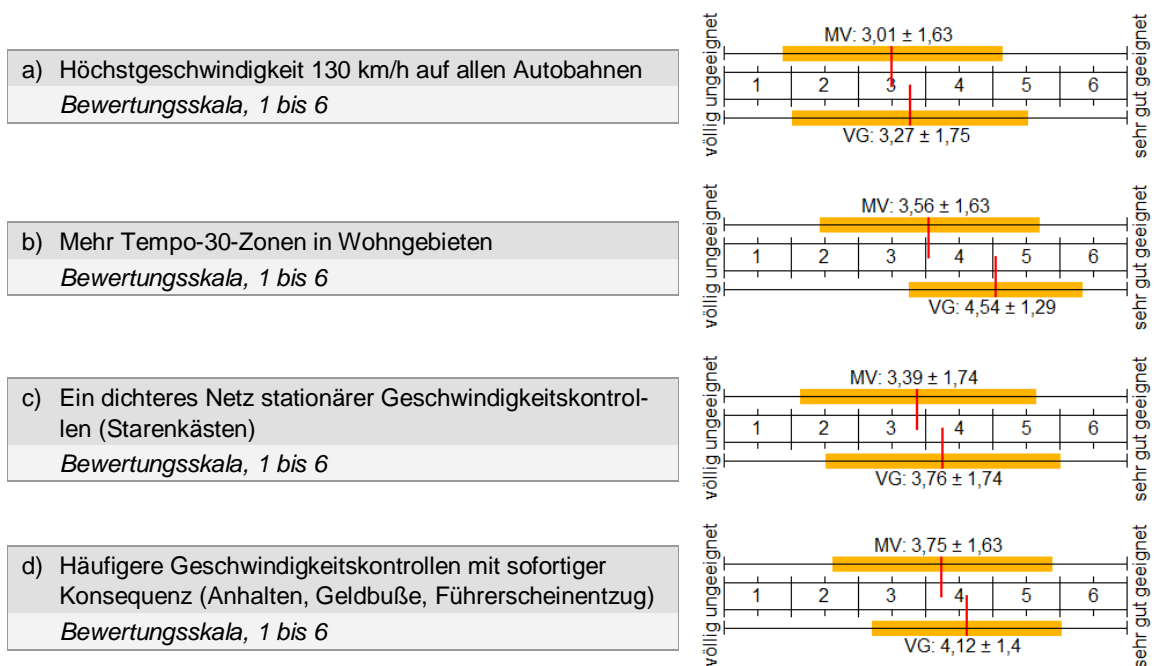 MV: 3,01 ± 1,63
a) Höchstgeschwindigkeit 130 km/h auf allen Autobahnen
Bewertungsskala, 1 bis 6
völlig ungeeignet
1 2 3 4 5 6
sehr gut geeignet
VG: 3,27 ± 1,75
MV: 3,56 ± 1,63
b) Mehr Tempo-30-Zonen in Wohngebieten
Bewertungsskala, 1 bis 6
völlig ungeeignet
1 2 3 4 5 6
sehr gut geeignet
VG: 4,54 ± 1,29
MV: 3,39 ± 1,74
c) Ein dichteres Netz stationärer Geschwindigkeitskontrol-
len (Starenkästen)
Bewertungsskala, 1 bis 6
völlig ungeeignet
1 2 3 4 5 6
sehr gut geeignet
VG: 3,76 ± 1,74
MV: 3,75 ± 1,63
d) Häufigere Geschwindigkeitskontrollen mit sofortiger
Konsequenz (Anhalten, Geldbuße, Führerscheinentzug)
Bewertungsskala, 1 bis 6
völlig ungeeignet
1 2 3 4 5 6
sehr gut geeignet
VG: 4,12 ± 1,4